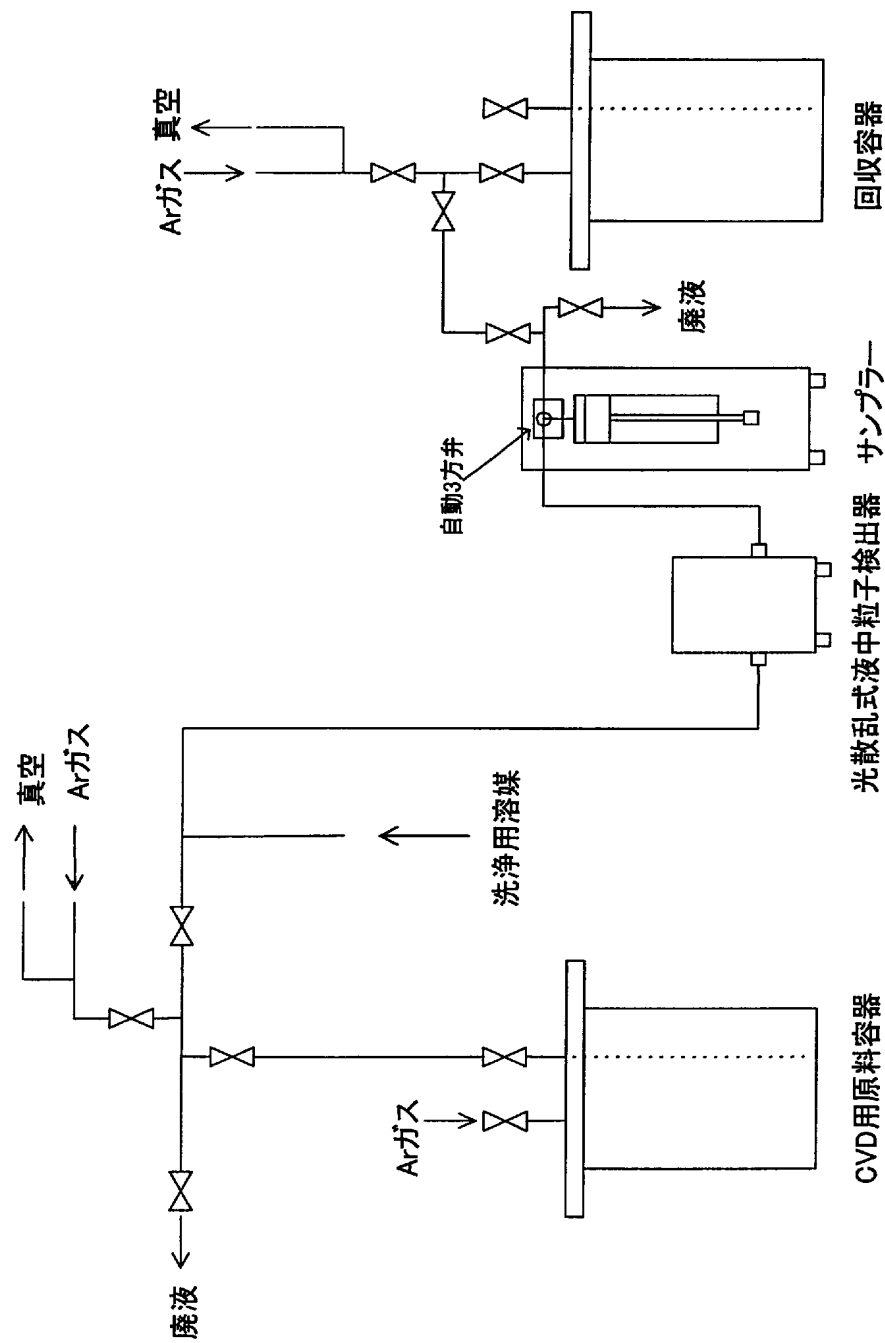 真空
Arガス
廃液
洗浄用溶媒
Arガス
CVD用原料容器
光散乱式液中粒子検出器
自動3方弁
サンプラー
廃液
Arガス
真空
回収容器